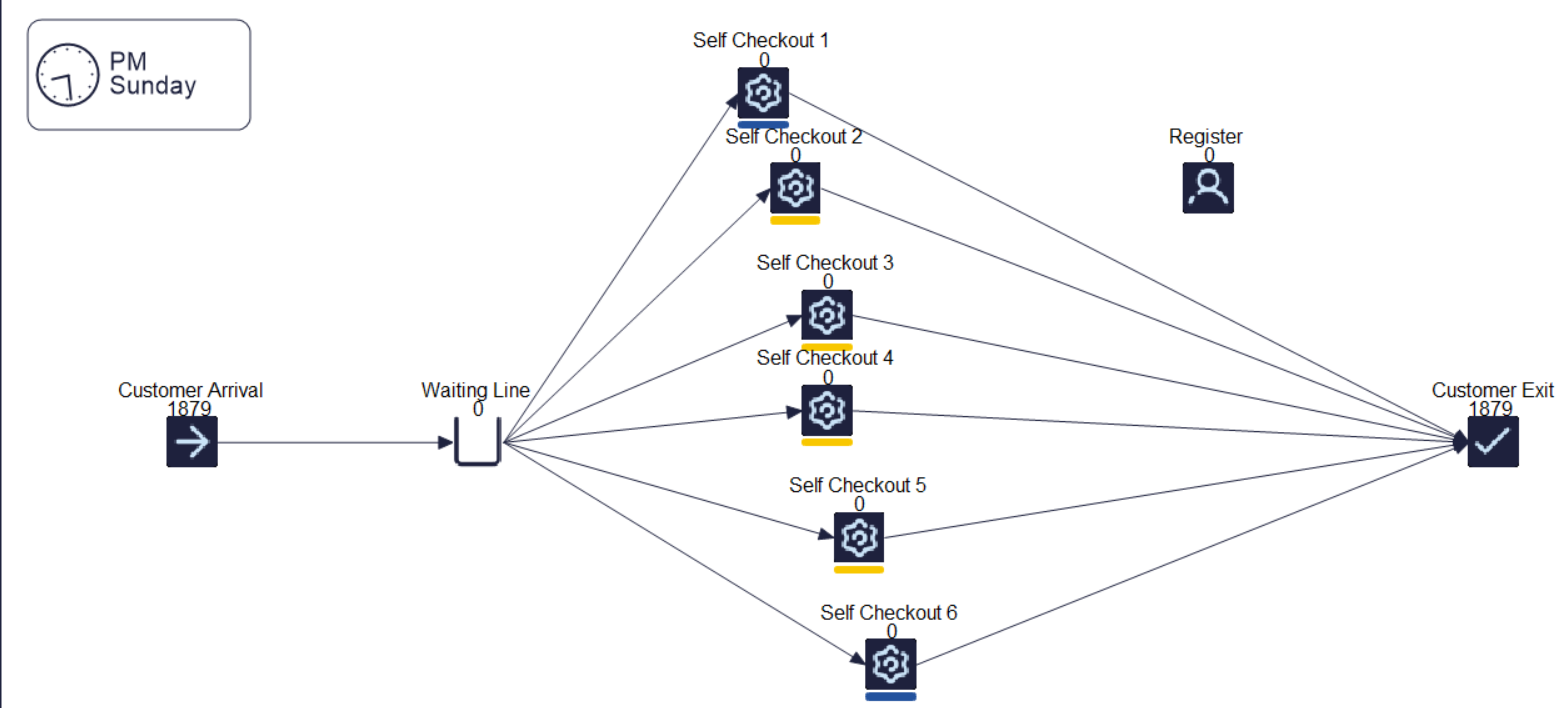 PM
Sunday
Self Checkout 1
0
Self Checkout 2
0
Register
0
Self Checkout 3
0
Self Checkout 4
0
Customer Arrival
1879
Waiting Line
0
Customer Exit
1879
Self Checkout 5
0
Self Checkout 6
0